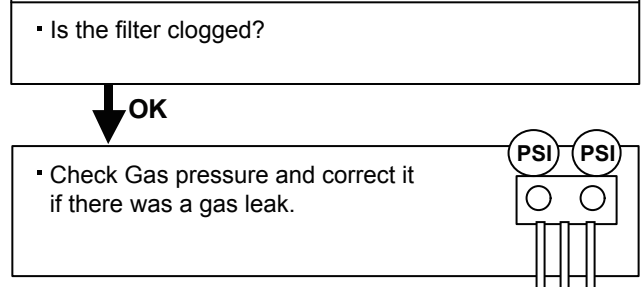 ▪ Is the filter clogged?
OK
▪ Check Gas pressure and correct it
if there was a gas leak.
PSI PSI